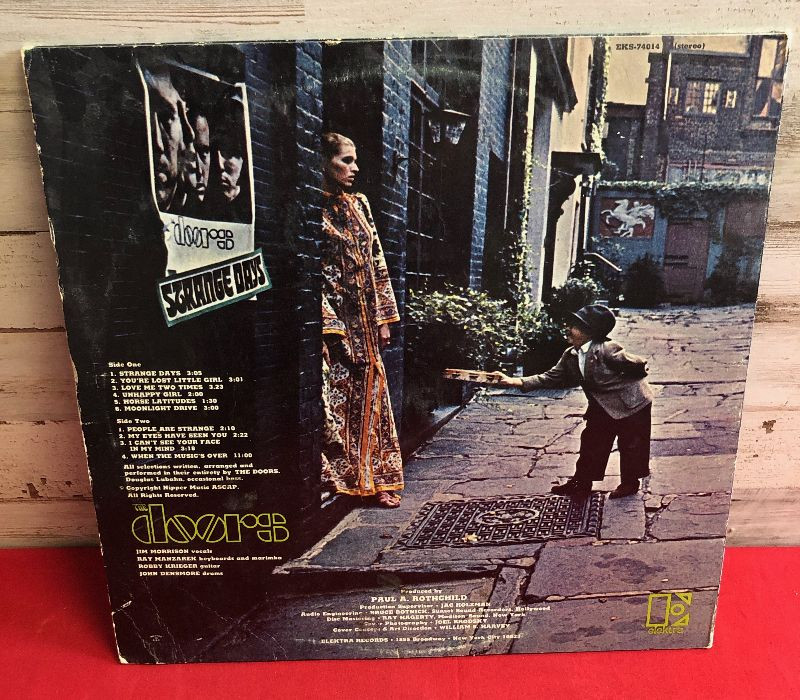 EKS-74014 (stereo)
the doors
STRANGE DAYS
Side One
1. STRANGE DAYS 3:05
2. YOU'RE LOST LITTLE GIRL 3:01
3. LOVE ME TWO TIMES 3.23
4. UNHAPPY GIRL 2:00
5. HORSE LATITUDES 1:30
6. MOONLIGHT DRIVE 3:00
Side Two
1. PEOPLE ARE STRANGE 2:10
2. MY EYES HAVE SEEN YOU 2:22
3. I CAN'T SEE YOUR FACE
IN MY MIND 3:18
4. WHEN THE MUSIC'S OVER 11:00
All selections written, arranged and
performed in their entirety by THE DOORS.
Douglas Lubahn, occasional bass.
© Copyright Nipper Music ASCAP.
All Rights Reserved.
THE
doors
JIM MORRISON vocals
RAY MANZAREK keyboards and marimba
ROBBY KRIEGER guitar
JOHN DENSMORE drums
Produced by
PAUL A. ROTHCHILD
Production Supervisor • JAC HOLZMAN
Audio Engineering • BRUCE BOTNICK, Sunset Sound Recorders, Hollywood
Disc Mastering • RAY HAGERTY, Madison Sound, New York
Photography • JOEL BRODSKY
Cover Concept & Art Direction • WILLIAM S. HARVEY
ELEKTRA RECORDS • 1855 Broadway • New York City 10023
elektra